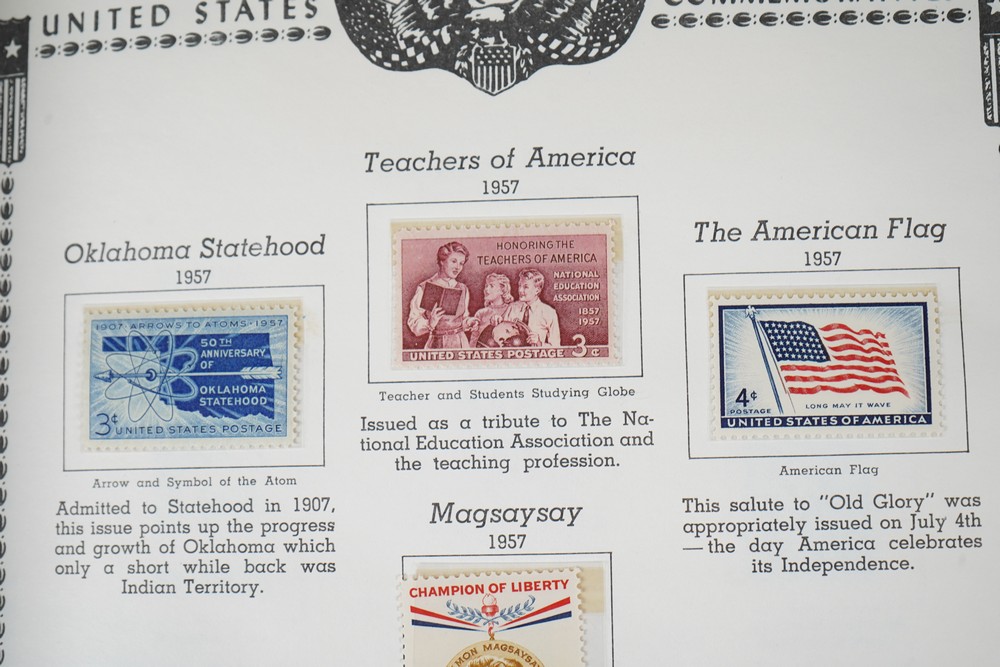 UNITED STATES
Teachers of America
1957
HONORING THE
TEACHERS OF AMERICA
NATIONAL
EDUCATION
ASSOCIATION
1857
1957
UNITED STATES POSTAGE 3¢
Teacher and Students Studying Globe
Issued as a tribute to The Na-
tional Education Association and
the teaching profession.
Oklahoma Statehood
1957
1907·ARROWS TO ATOMS·1957
50TH
ANNIVERSARY
OF
OKLAHOMA
STATEHOOD
3¢ UNITED STATES POSTAGE
Arrow and Symbol of the Atom
Admitted to Statehood in 1907,
this issue points up the progress
and growth of Oklahoma which
only a short while back was
Indian Territory.
The American Flag
1957
4¢
POSTAGE
LONG MAY IT WAVE
UNITED STATES OF AMERICA
American Flag
This salute to "Old Glory" was
appropriately issued on July 4th
—the day America celebrates
its Independence.
Magsaysay
1957
CHAMPION OF LIBERTY
MON MAGSAYSAY